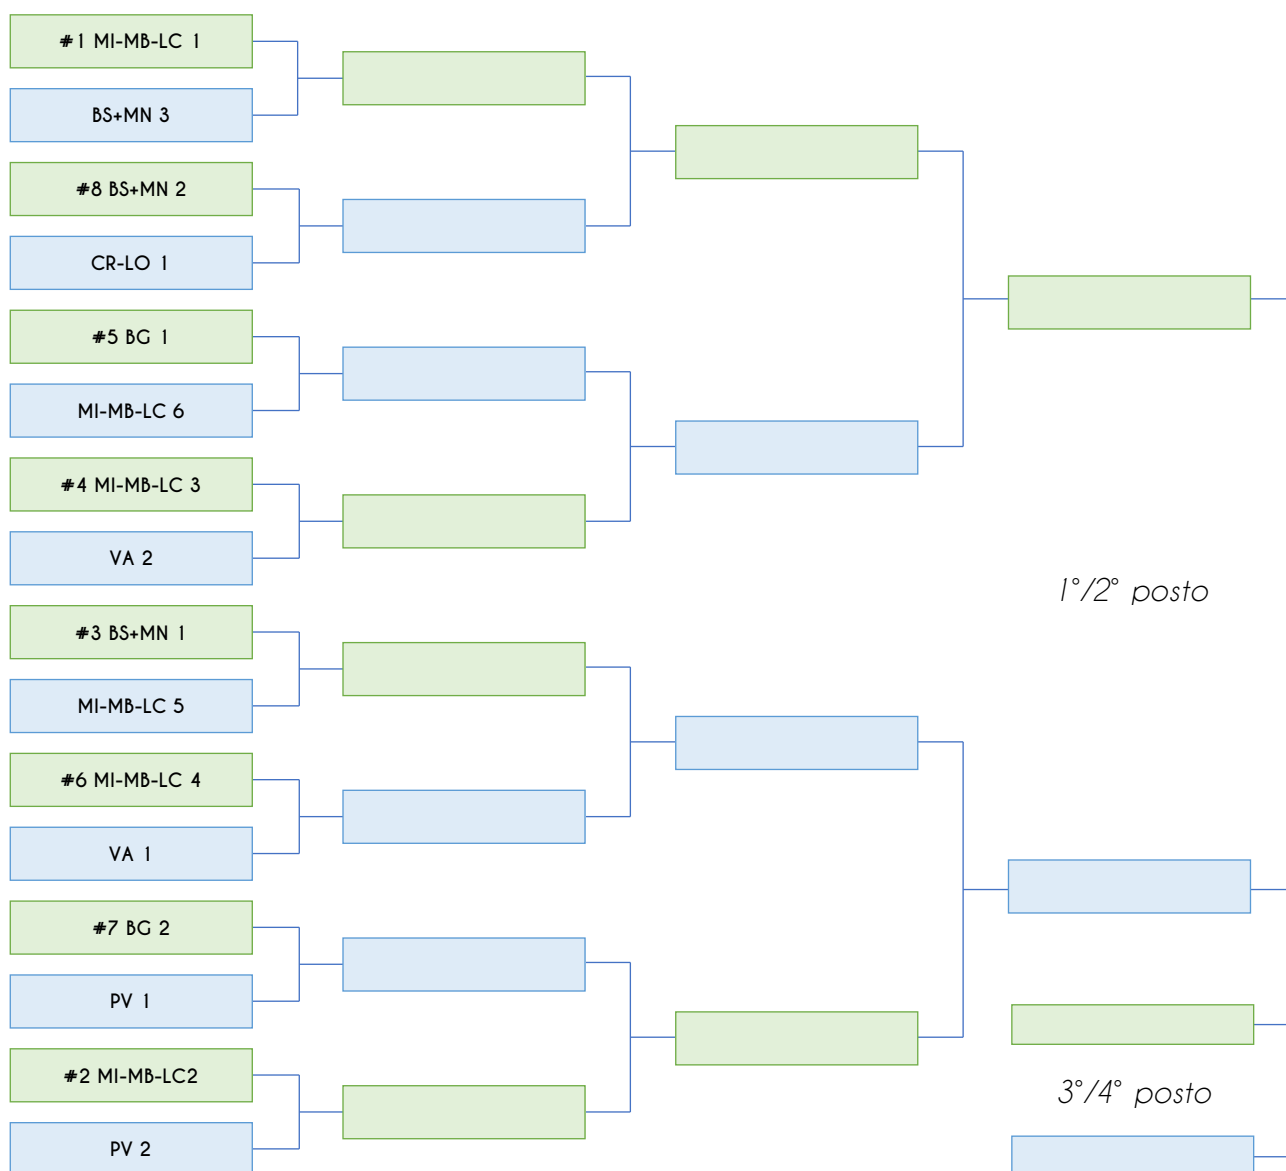 #1 MI-MB-LC 1
BS+MN 3
#8 BS+MN 2
CR-LO 1
#5 BG 1
MI-MB-LC 6
#4 MI-MB-LC 3
VA 2
1°/2° posto
#3 BS+MN 1
MI-MB-LC 5
#6 MI-MB-LC 4
VA 1
#7 BG 2
PV 1
#2 MI-MB-LC2
3°/4° posto
PV 2